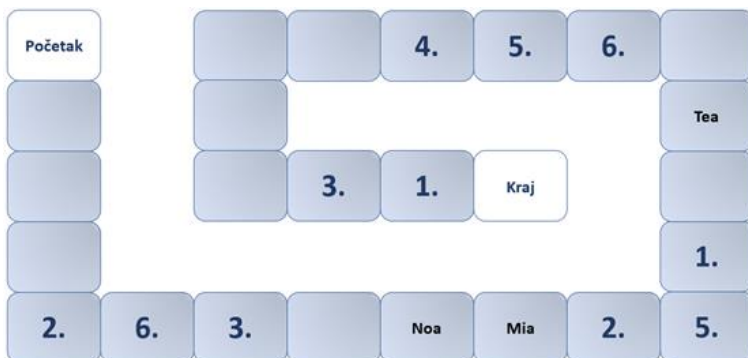 Početak 4. 5. 6.
Tea
3. 1. Kraj
1.
2. 6. 3. Noa Mia 2. 5.